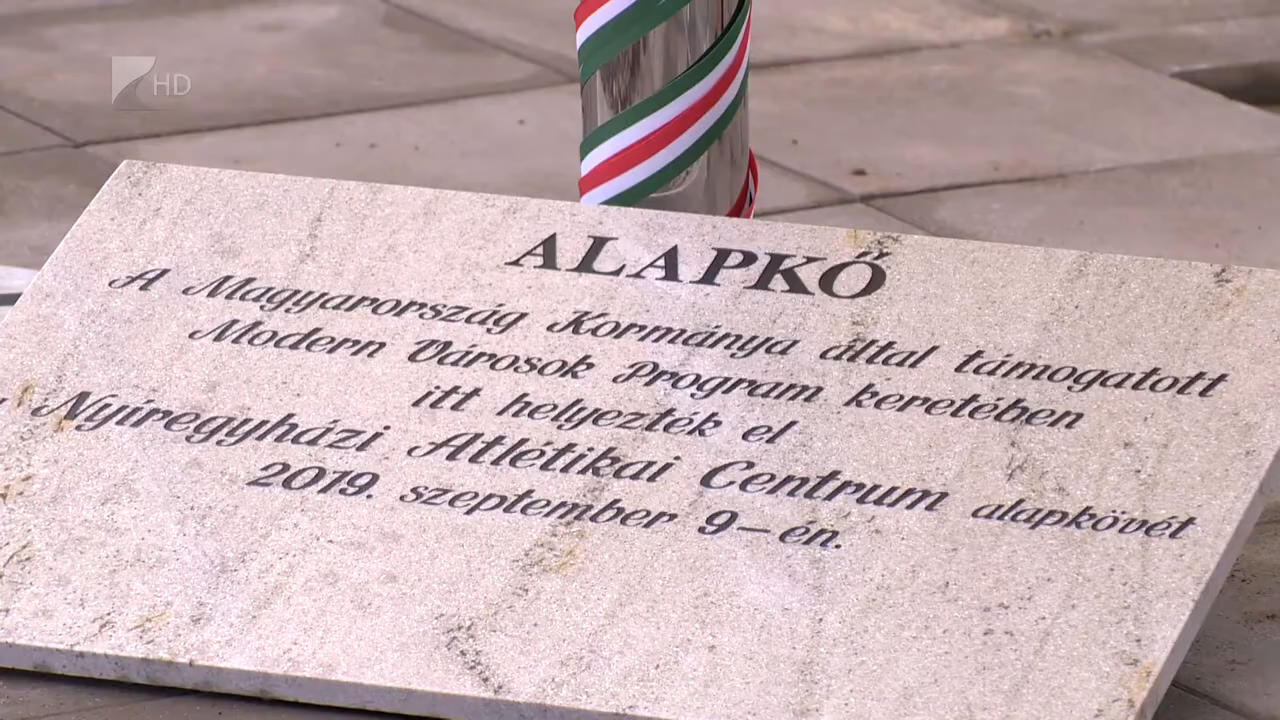 HD
ALAPKŐ
A Magyarország Kormánya által támogatott
Modern Városok Program keretében
itt helyezték el
Nyíregyházi Atlétikai Centrum alapkövét
2019. szeptember 9-én.